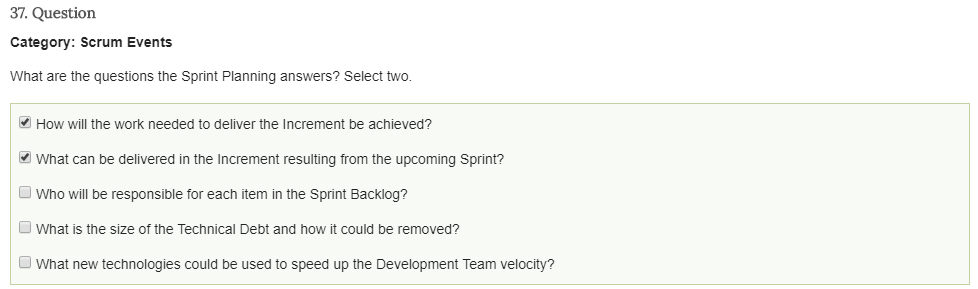 37. Question
Category: Scrum Events
What are the questions the Sprint Planning answers? Select two.
How will the work needed to deliver the Increment be achieved?
What can be delivered in the Increment resulting from the upcoming Sprint?
Who will be responsible for each item in the Sprint Backlog?
What is the size of the Technical Debt and how it could be removed?
What new technologies could be used to speed up the Development Team velocity?